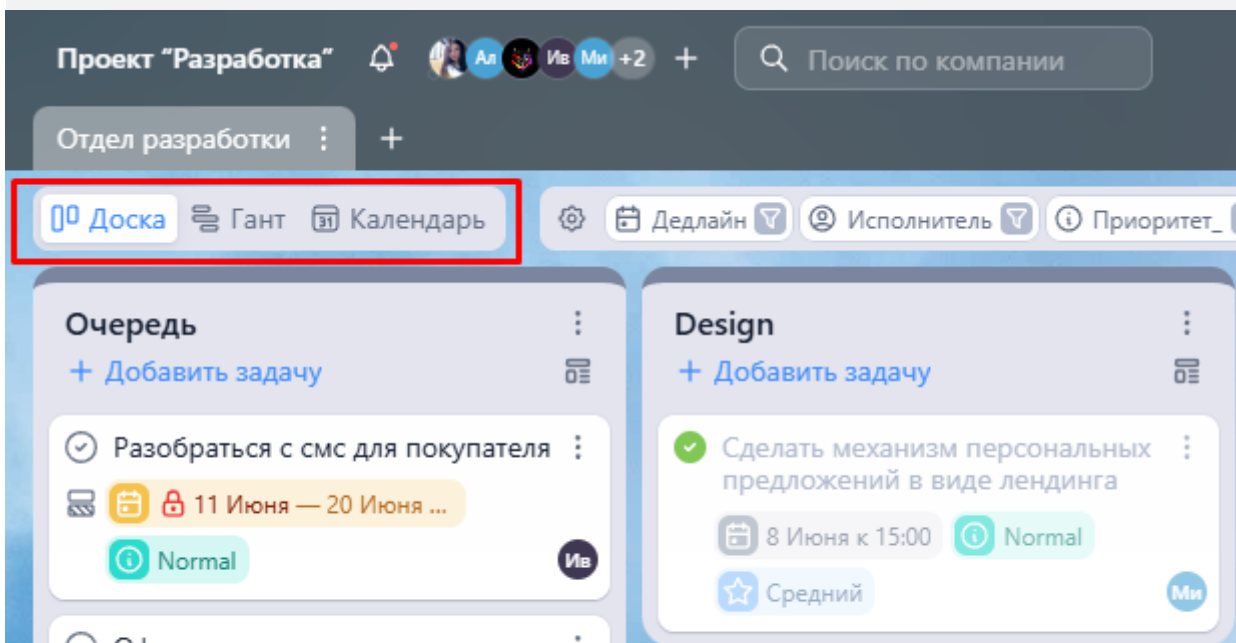 Проект “Разработка” Ал Ив Ми +2 + Поиск по компании
Отдел разработки +
Доска Гант 31 Календарь Дедлайн Исполнитель Приоритет_
Очередь
+ Добавить задачу
Разобраться с смс для покупателя
11 Июня — 20 Июня ...
Normal Ив
Design
+ Добавить задачу
Сделать механизм персональных
предложений в виде лендинга
8 Июня к 15:00 Normal
Средний Ми